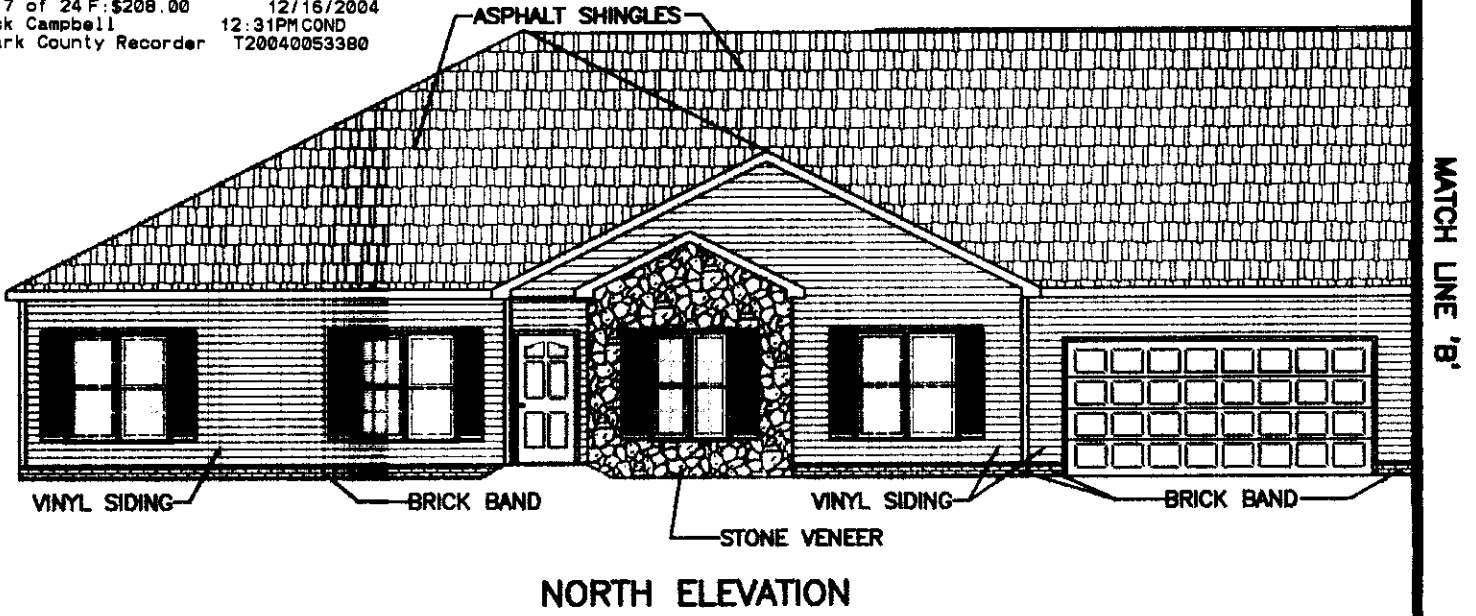 7 of 24 F:$208.00 12/16/2004
Campbell 12:31PM COND
County Recorder T20040053380
ASPHALT SHINGLES
MATCH LINE 'B'
VINYL SIDING
BRICK BAND
VINYL SIDING
BRICK BAND
STONE VENEER
NORTH ELEVATION